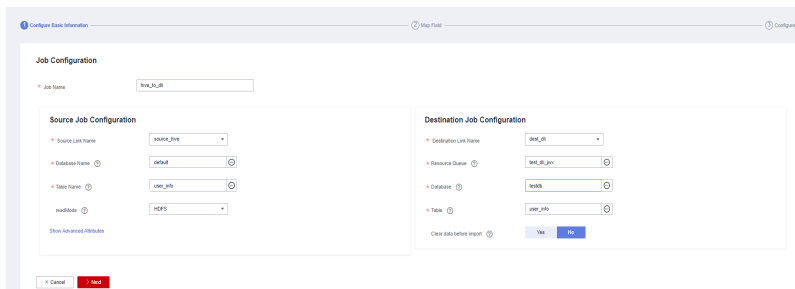 1 Configure Basic Information
2 Map Field
3 Configure
Job Configuration
* Job Name hive_to_dli
Source Job Configuration
* Source Link Name source_hive
* Database Name ? default
* Table Name ? user_info
readMode ? HDFS
Show Advanced Attributes
Destination Job Configuration
* Destination Link Name dest_dli
* Resource Queue ?
* Database ? testdb
* Table ? user_info
Clear data before import ? Yes No
× Cancel
> Next